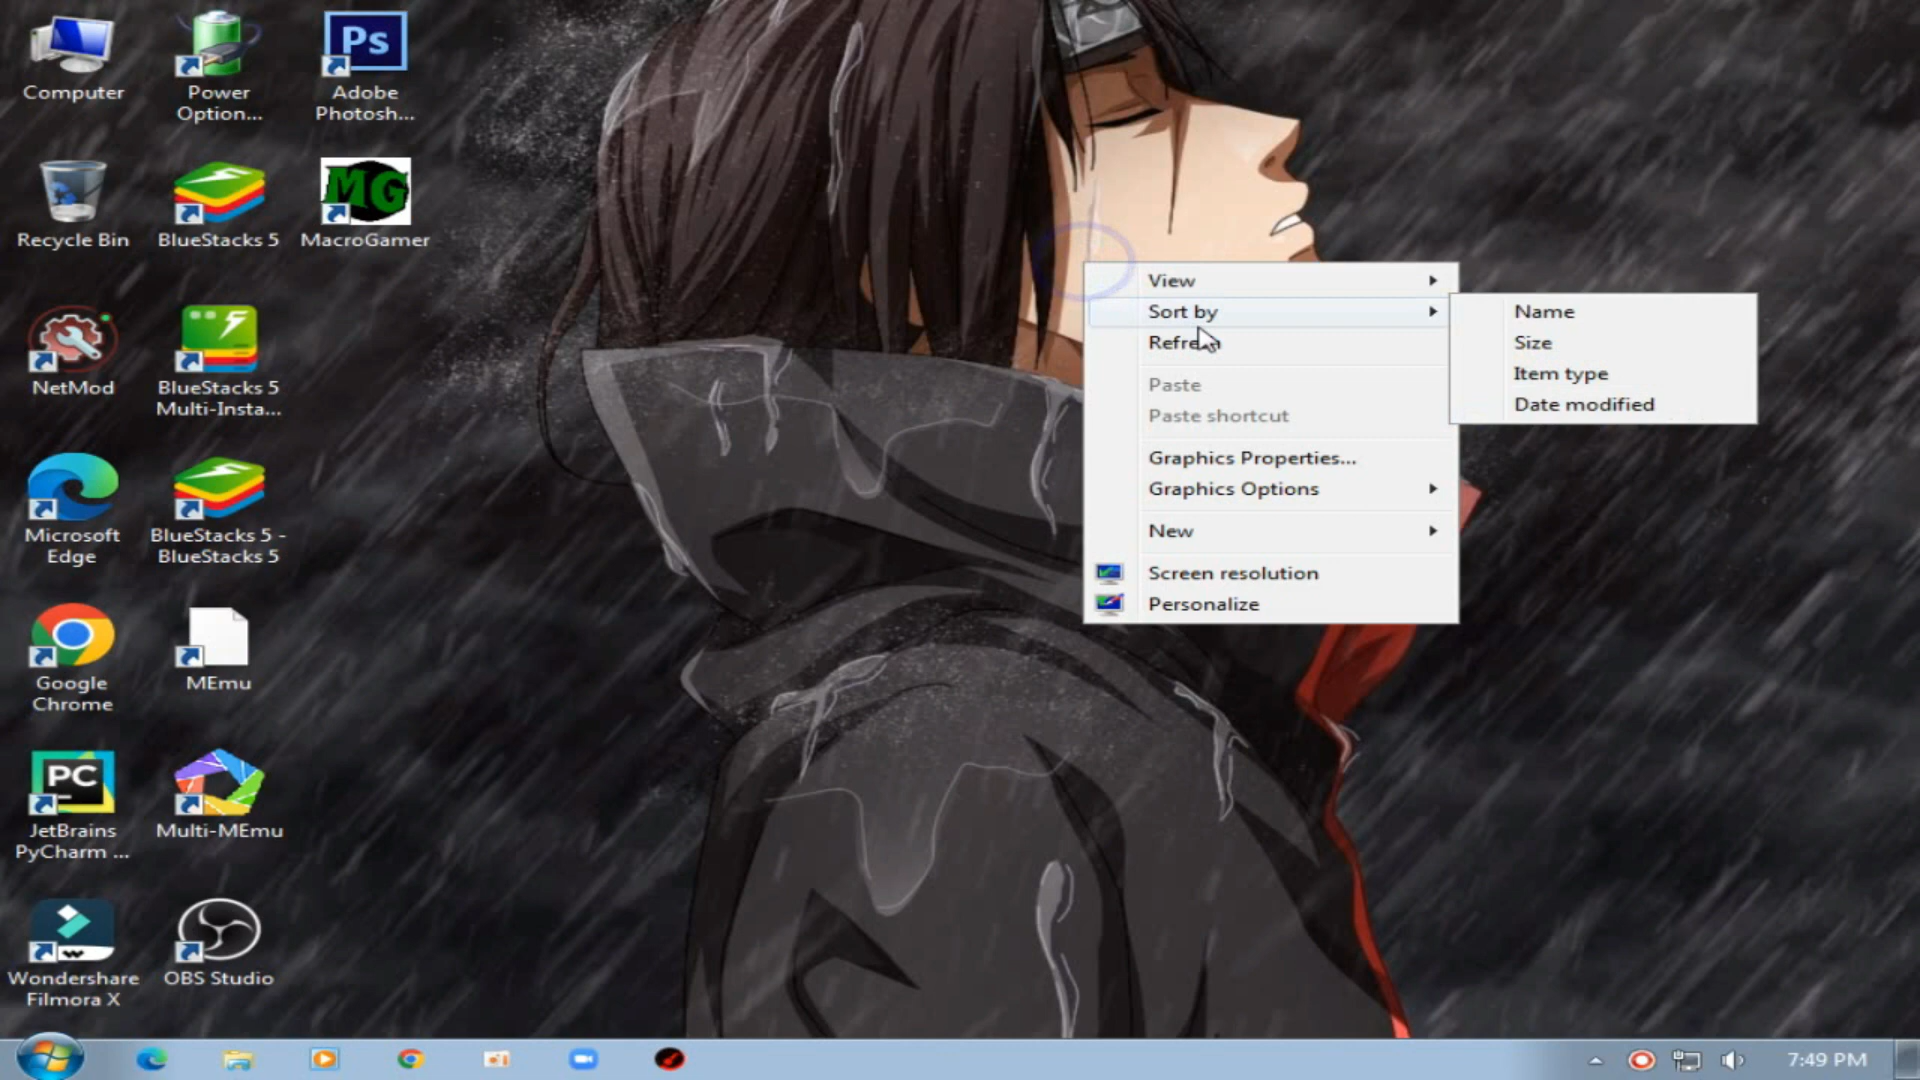 Computer
Power
Option...
Ps
Adobe
Photosh...
Recycle Bin
BlueStacks 5
MG
MacroGamer
NetMod
BlueStacks 5
Multi-Insta...
Microsoft
Edge
BlueStacks 5 -
BlueStacks 5
Google
Chrome
MEmu
PC
JetBrains
PyCharm ...
Multi-MEmu
Wondershare
Filmora X
OBS Studio
View
Sort by
Refresh
Paste
Paste shortcut
Graphics Properties...
Graphics Options
New
Screen resolution
Personalize
Name
Size
Item type
Date modified
7:49 PM